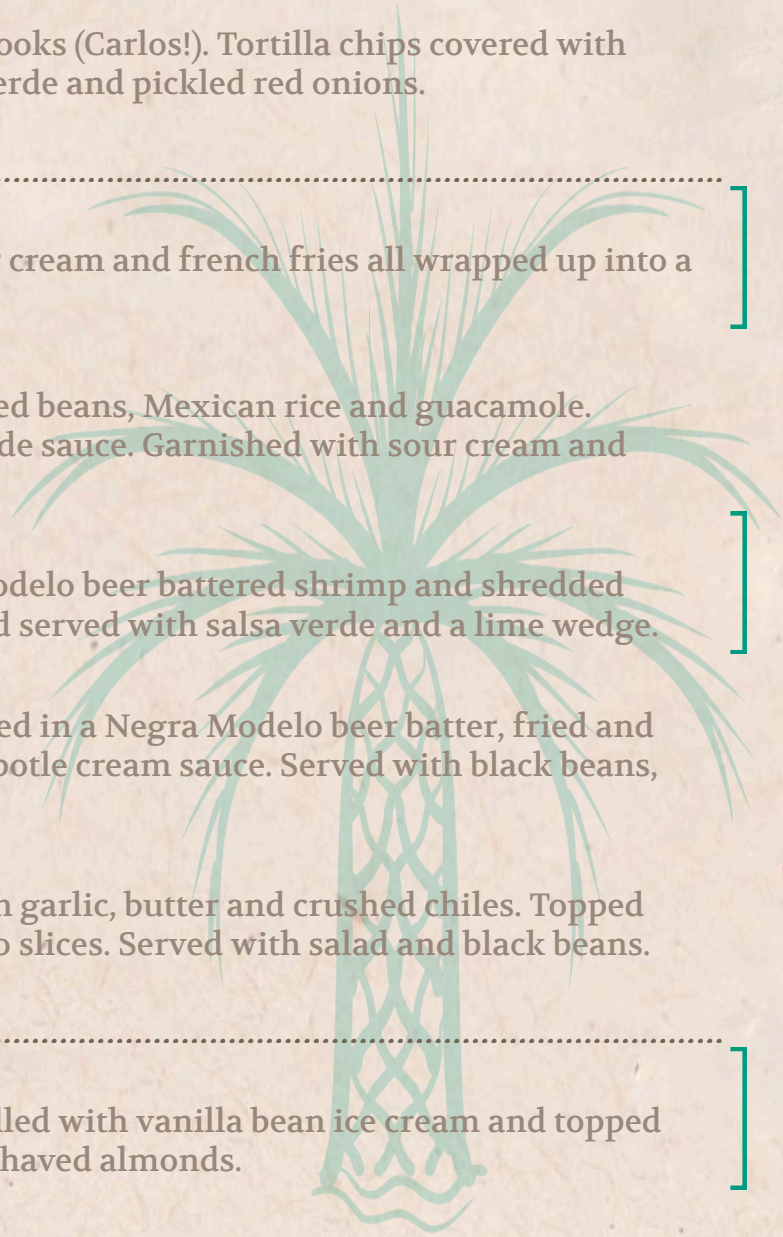 ooks (Carlos!). Tortilla chips covered with
erde and pickled red onions.
cream and french fries all wrapped up into a
ed beans, Mexican rice and guacamole.
de sauce. Garnished with sour cream and
odelo beer battered shrimp and shredded
d served with salsa verde and a lime wedge.
ed in a Negra Modelo beer batter, fried and
potle cream sauce. Served with black beans,
n garlic, butter and crushed chiles. Topped
o slices. Served with salad and black beans.
lled with vanilla bean ice cream and topped
haved almonds.